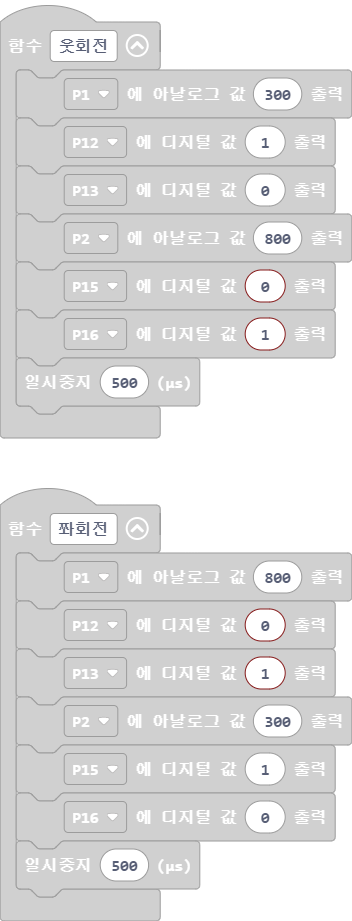 함수 웃회전
P1 에 아날로그 값 300 출력
P12 에 디지털 값 1 출력
P13 에 디지털 값 0 출력
P2 에 아날로그 값 800 출력
P15 에 디지털 값 0 출력
P16 에 디지털 값 1 출력
일시중지 500 (µs)
함수 쫘회전
P1 에 아날로그 값 800 출력
P12 에 디지털 값 0 출력
P13 에 디지털 값 1 출력
P2 에 아날로그 값 300 출력
P15 에 디지털 값 1 출력
P16 에 디지털 값 0 출력
일시중지 500 (µs)